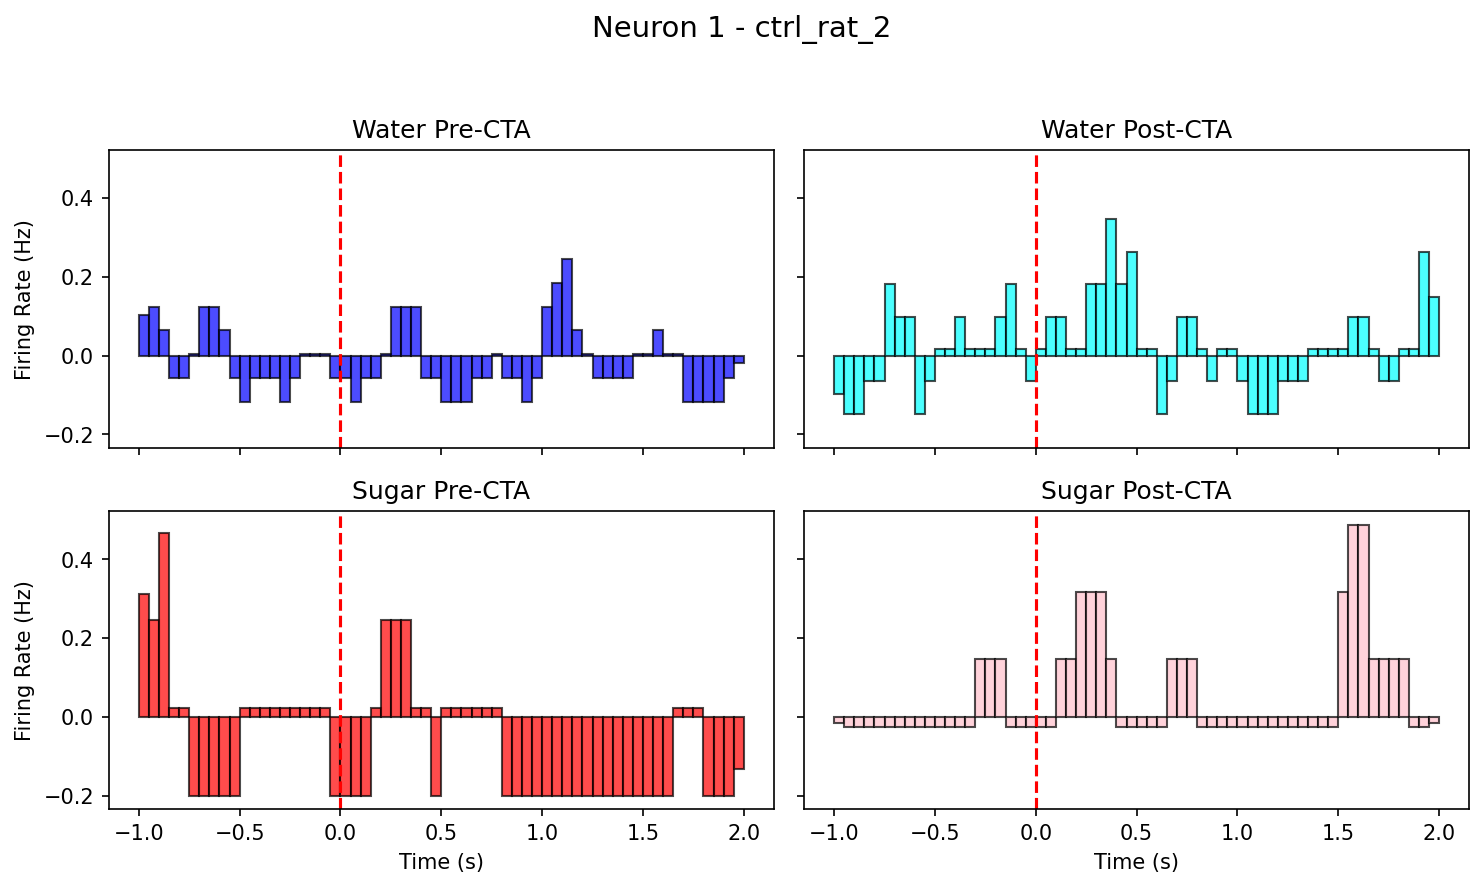 Neuron 1 - ctrl_rat_2
Water Pre-CTA
Water Post-CTA
Firing Rate (Hz)
0.4
0.2
0.0
−0.2
Sugar Pre-CTA
Sugar Post-CTA
Firing Rate (Hz)
0.4
0.2
0.0
−0.2
−1.0 −0.5 0.0 0.5 1.0 1.5 2.0
−1.0 −0.5 0.0 0.5 1.0 1.5 2.0
Time (s)
Time (s)